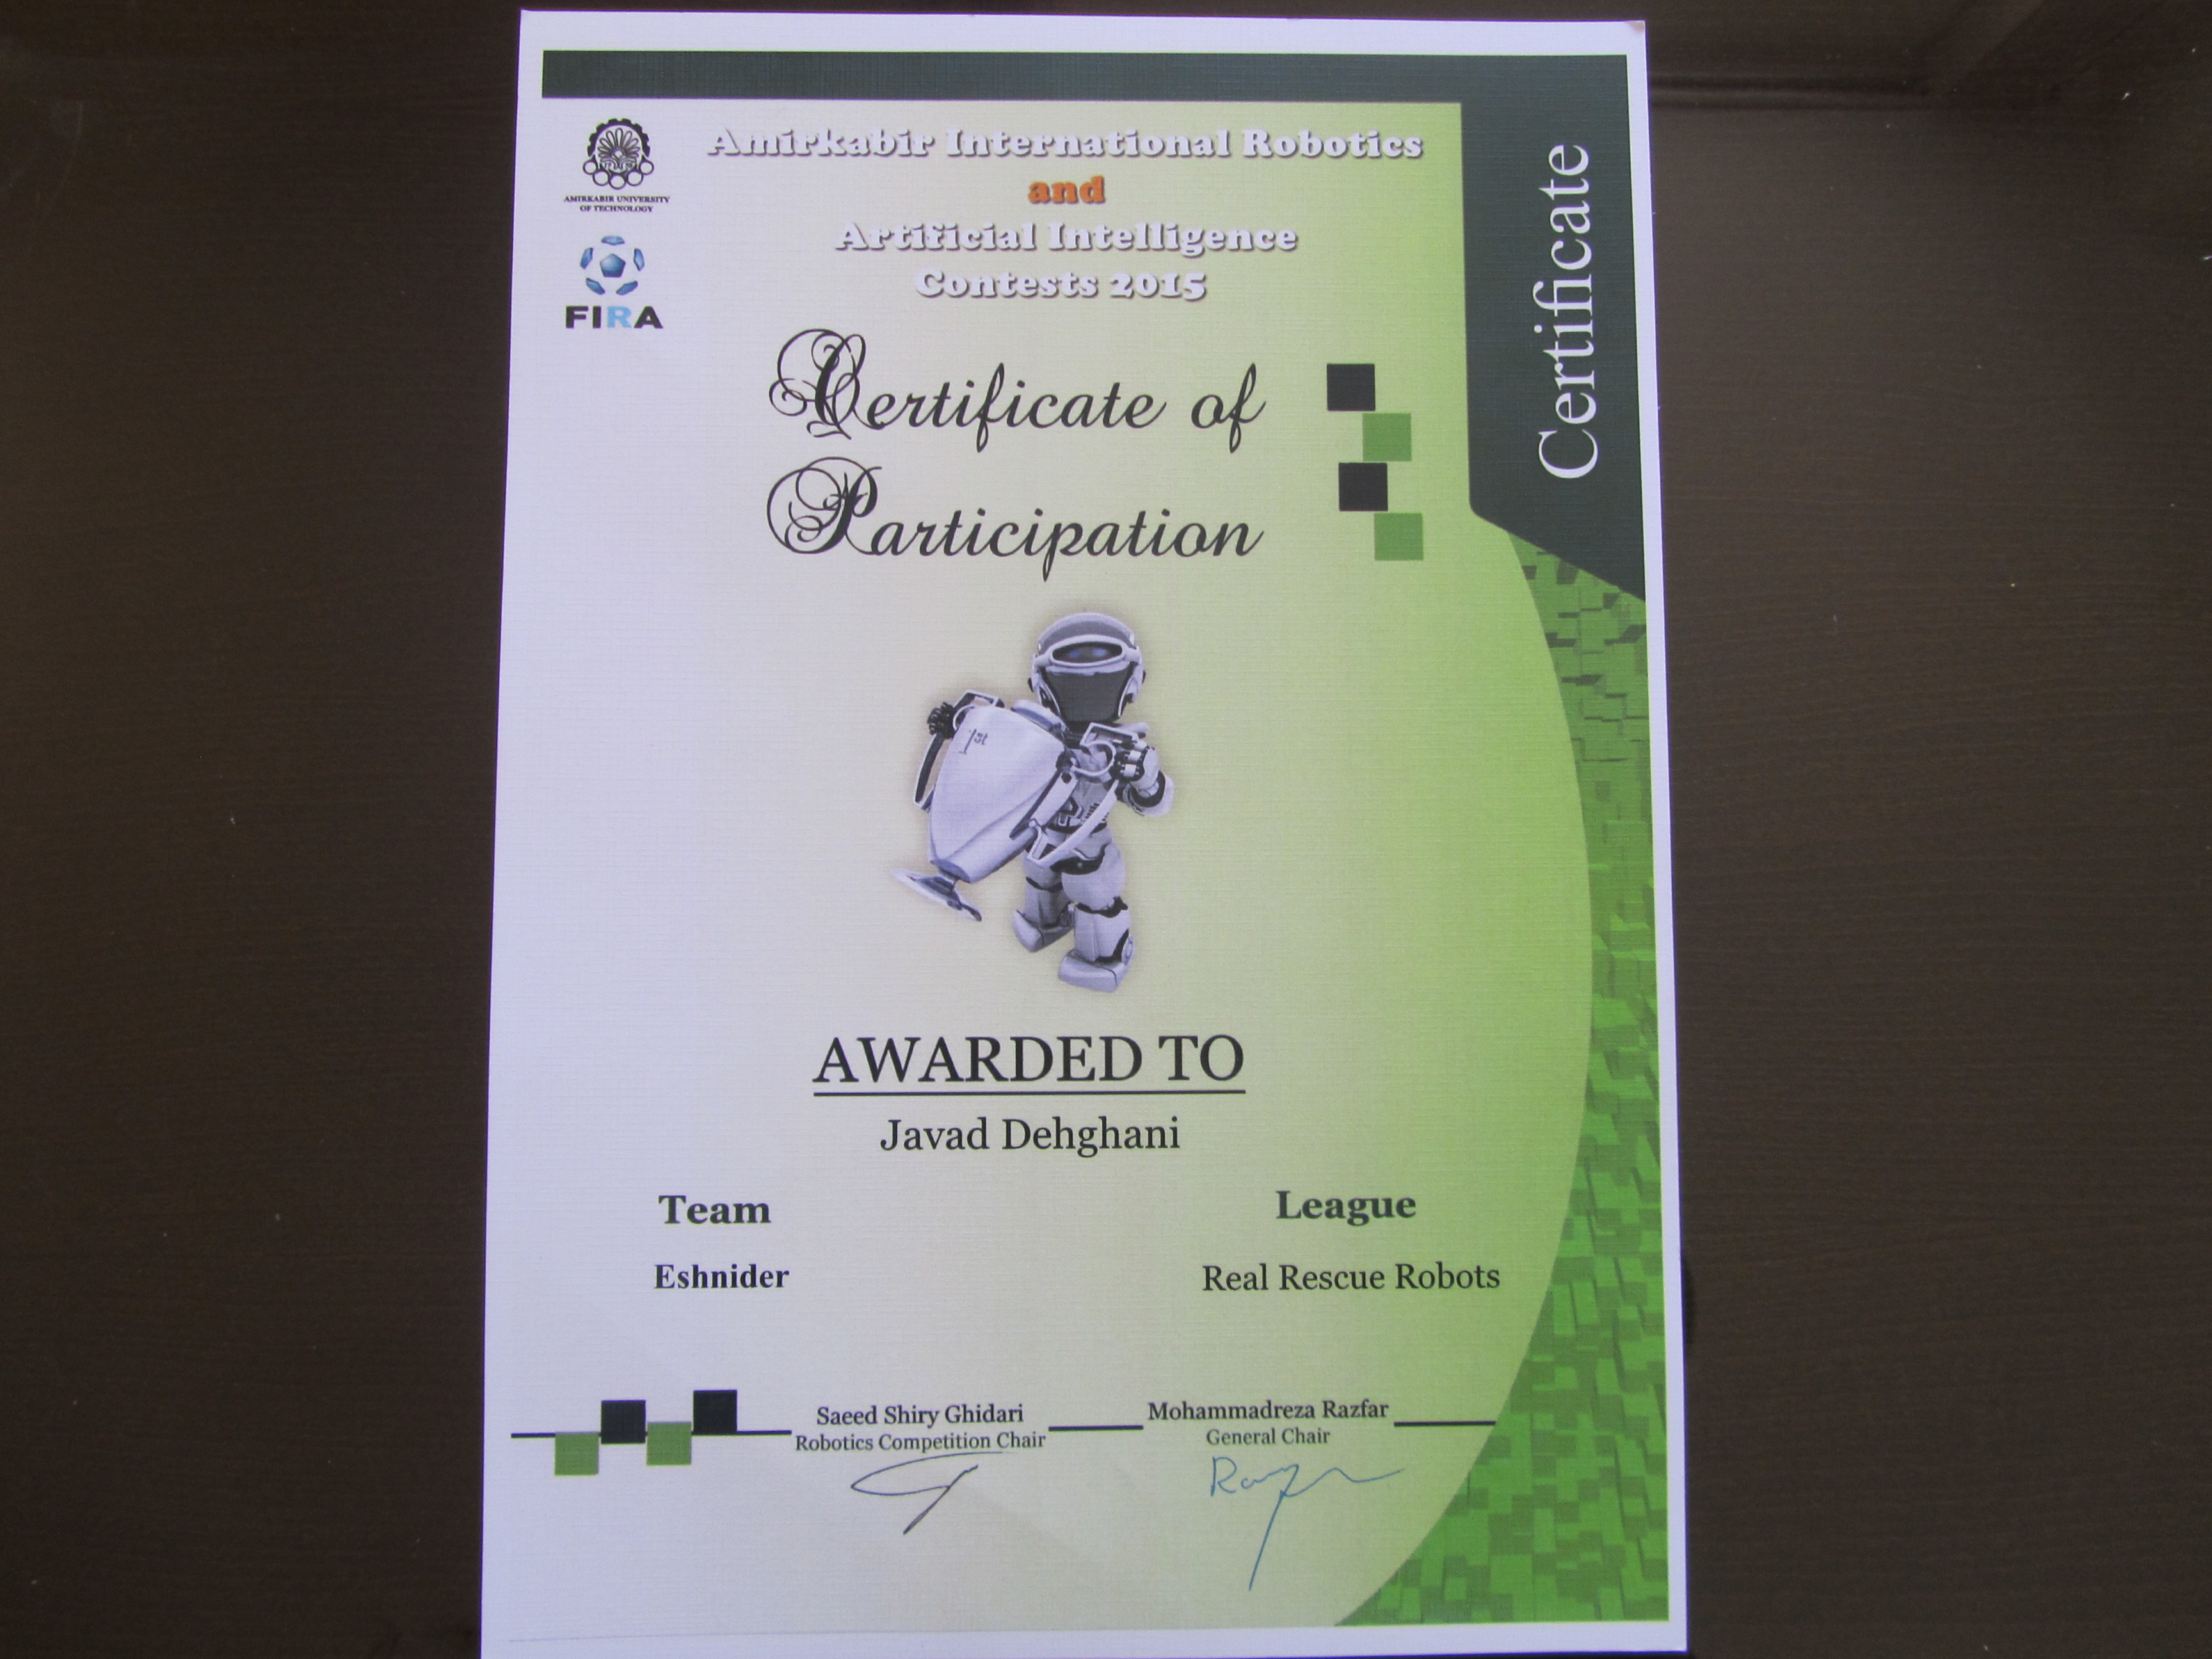 AMIRKABIR UNIVERSITY
OF TECHNOLOGY
FIRA
Amirkabir International Robotics
and
Artificial Intelligence
Contests 2015
Certificate
Certificate of
Participation
1st
AWARDED TO
Javad Dehghani
Team
League
Eshnider
Real Rescue Robots
Saeed Shiry Ghidari
Robotics Competition Chair
Mohammadreza Razfar
General Chair